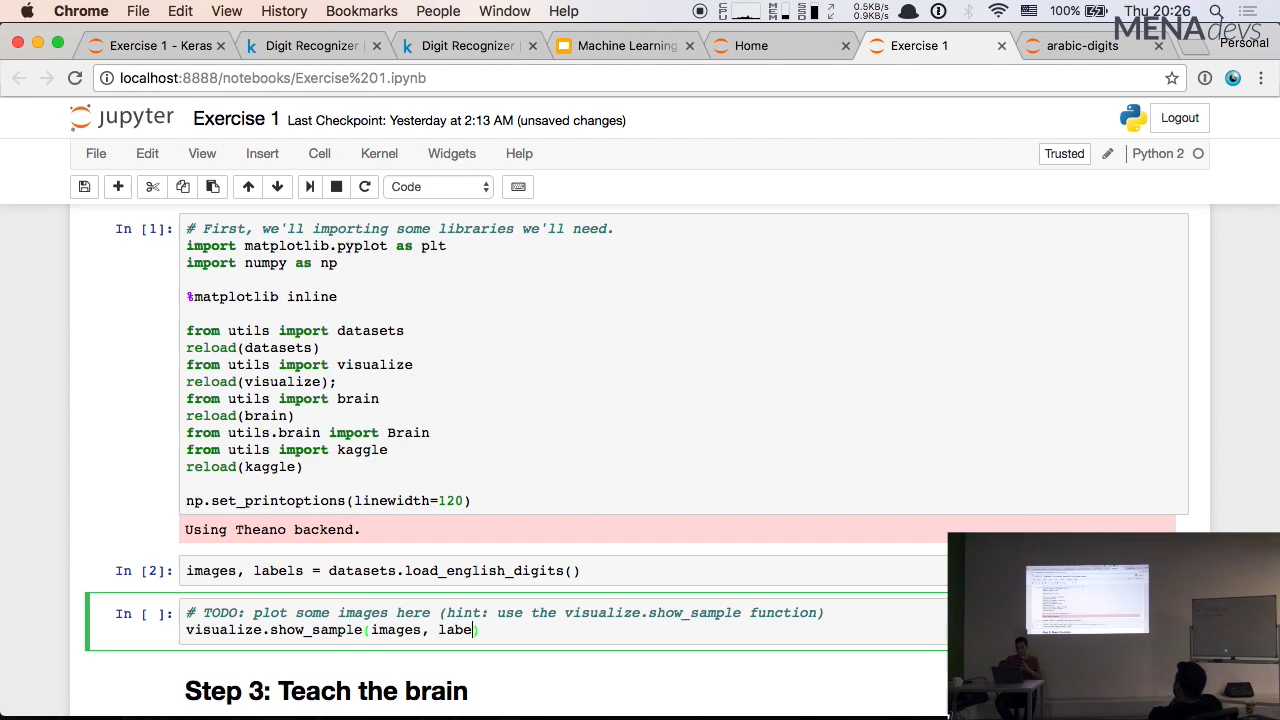 Chrome File Edit View History Bookmarks People Window Help 0.5KB/s 0.9KB/s 100% Thu 20:26
MENAdevs
Exercise 1 - Keras Digit Recognizer Digit Recognizer Machine Learning Home Exercise 1 arabic-digits Personal
localhost:8888/notebooks/Exercise%201.ipynb
jupyter Exercise 1 Last Checkpoint: Yesterday at 2:13 AM (unsaved changes) Logout
File Edit View Insert Cell Kernel Widgets Help Trusted Python 2
Code
In [1]: # First, we'll importing some libraries we'll need.
import matplotlib.pyplot as plt
import numpy as np
%matplotlib inline
from utils import datasets
reload(datasets)
from utils import visualize
reload(visualize);
from utils import brain
reload(brain)
from utils.brain import Brain
from utils import kaggle
reload(kaggle)
np.set_printoptions(linewidth=120)
Using Theano backend.
In [2]: images, labels = datasets.load_english_digits()
In [ ]: # TODO: plot some images here (hint: use the visualize.show_sample function)
visualize.show_sample(images, labe)
Step 3: Teach the brain